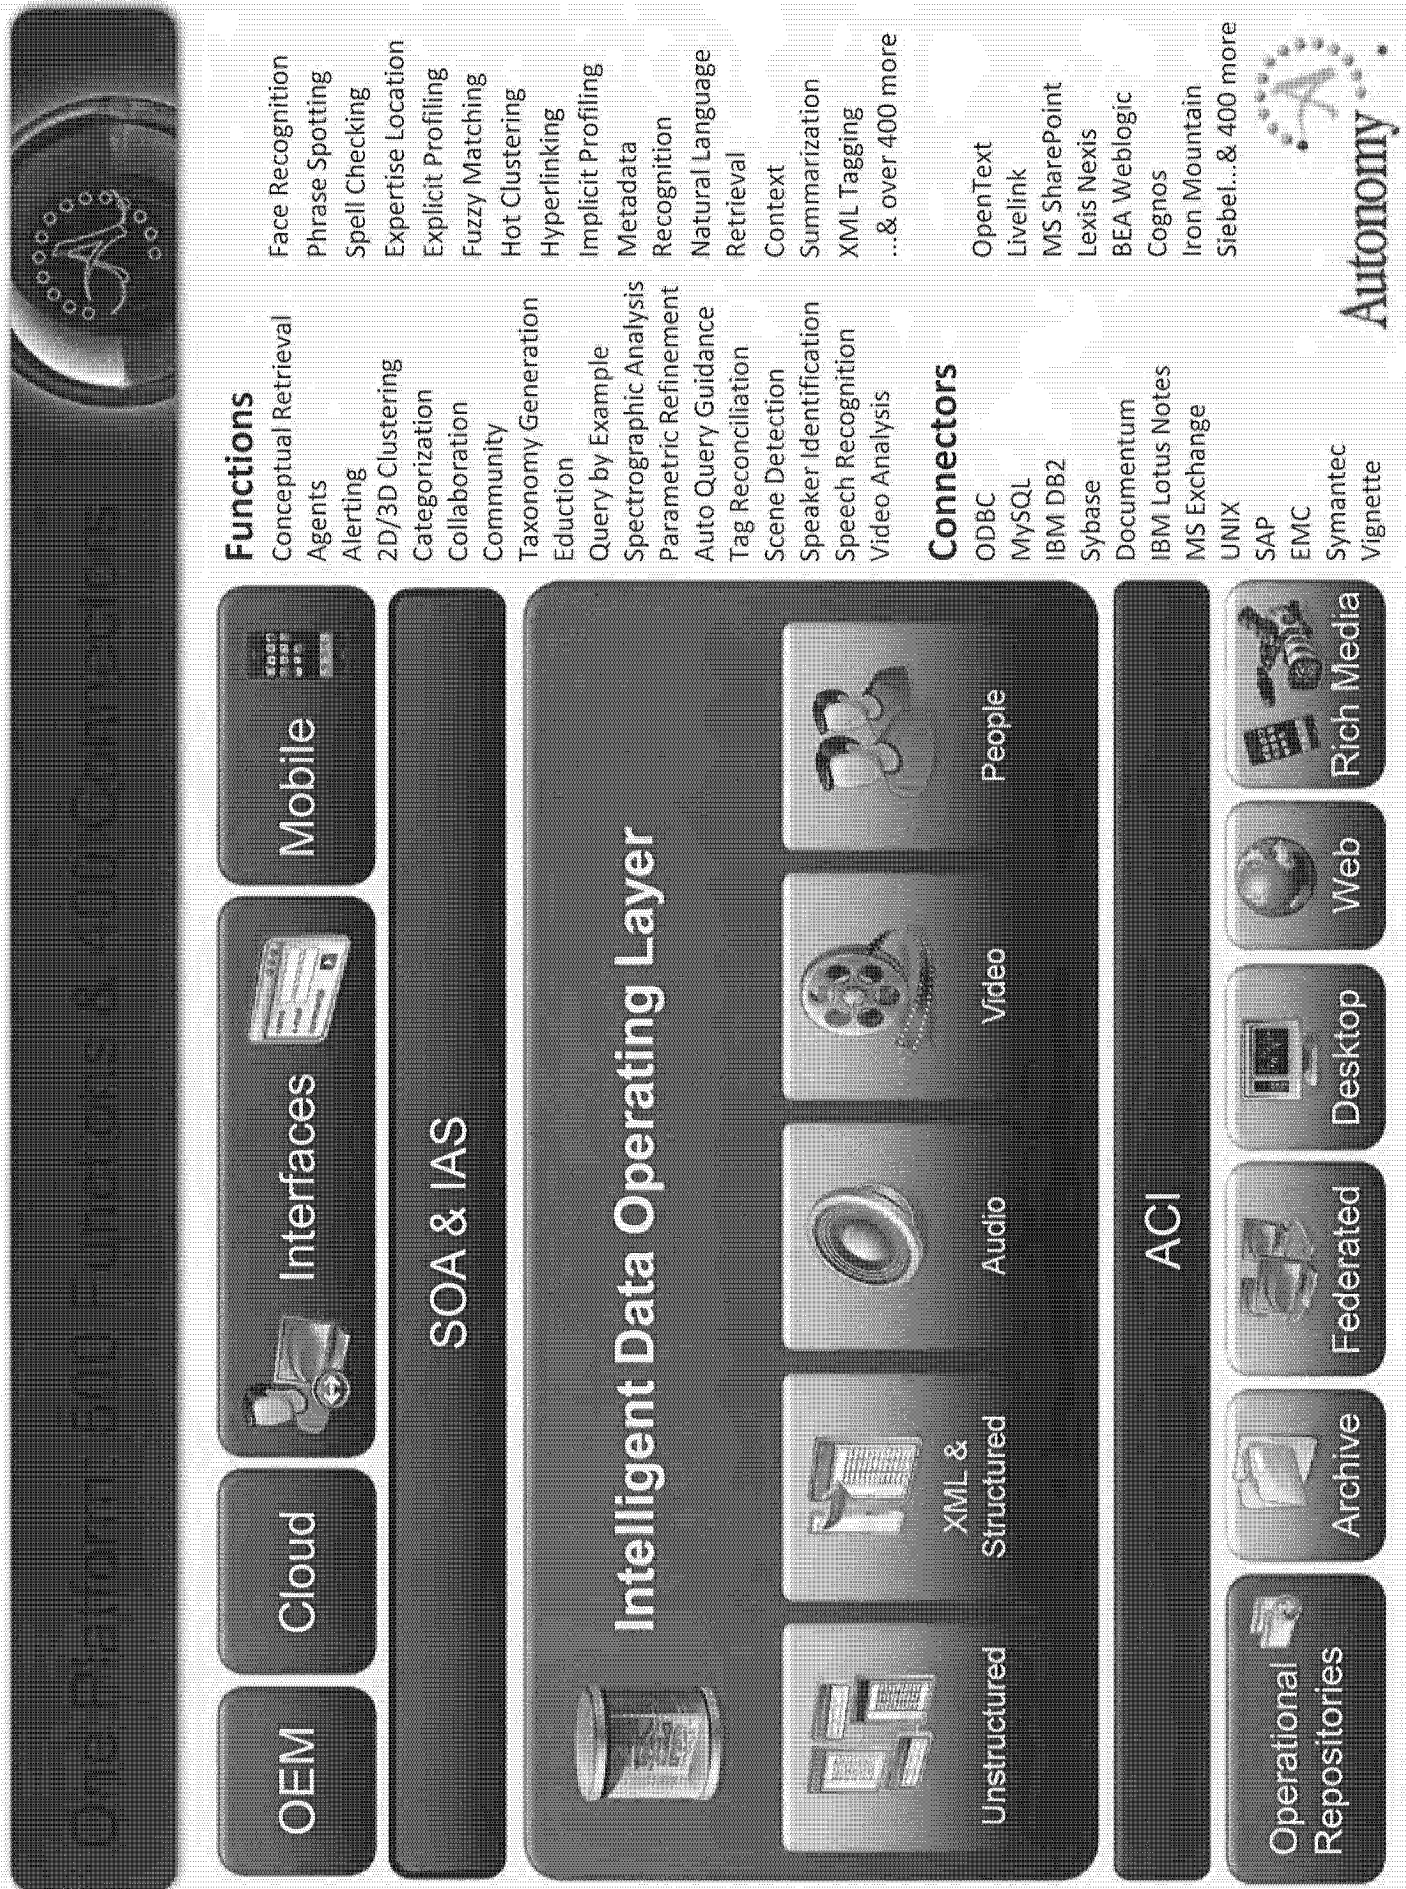 One Platform: 500 Functions & 400 Connections
OEM
Cloud
Interfaces
Mobile
SOA & IAS
Intelligent Data Operating Layer
Unstructured
XML &
Structured
Audio
Video
People
ACI
Operational
Repositories
Archive
Federated
Desktop
Web
Rich Media
Functions
Conceptual Retrieval
Agents
Alerting
2D/3D Clustering
Categorization
Collaboration
Community
Taxonomy Generation
Eduction
Query by Example
Spectrographic Analysis
Parametric Refinement
Auto Query Guidance
Tag Reconciliation
Scene Detection
Speaker Identification
Speech Recognition
Video Analysis
Face Recognition
Phrase Spotting
Spell Checking
Expertise Location
Explicit Profiling
Fuzzy Matching
Hot Clustering
Hyperlinking
Implicit Profiling
Metadata
Recognition
Natural Language
Retrieval
Context
Summarization
XML Tagging
...& over 400 more
Connectors
ODBC
MySQL
IBM DB2
Sybase
Documentum
IBM Lotus Notes
MS Exchange
UNIX
SAP
EMC
Symantec
Vignette
OpenText
Livelink
MS SharePoint
Lexis Nexis
BEA Weblogic
Cognos
Iron Mountain
Siebel...& 400 more
Autonomy